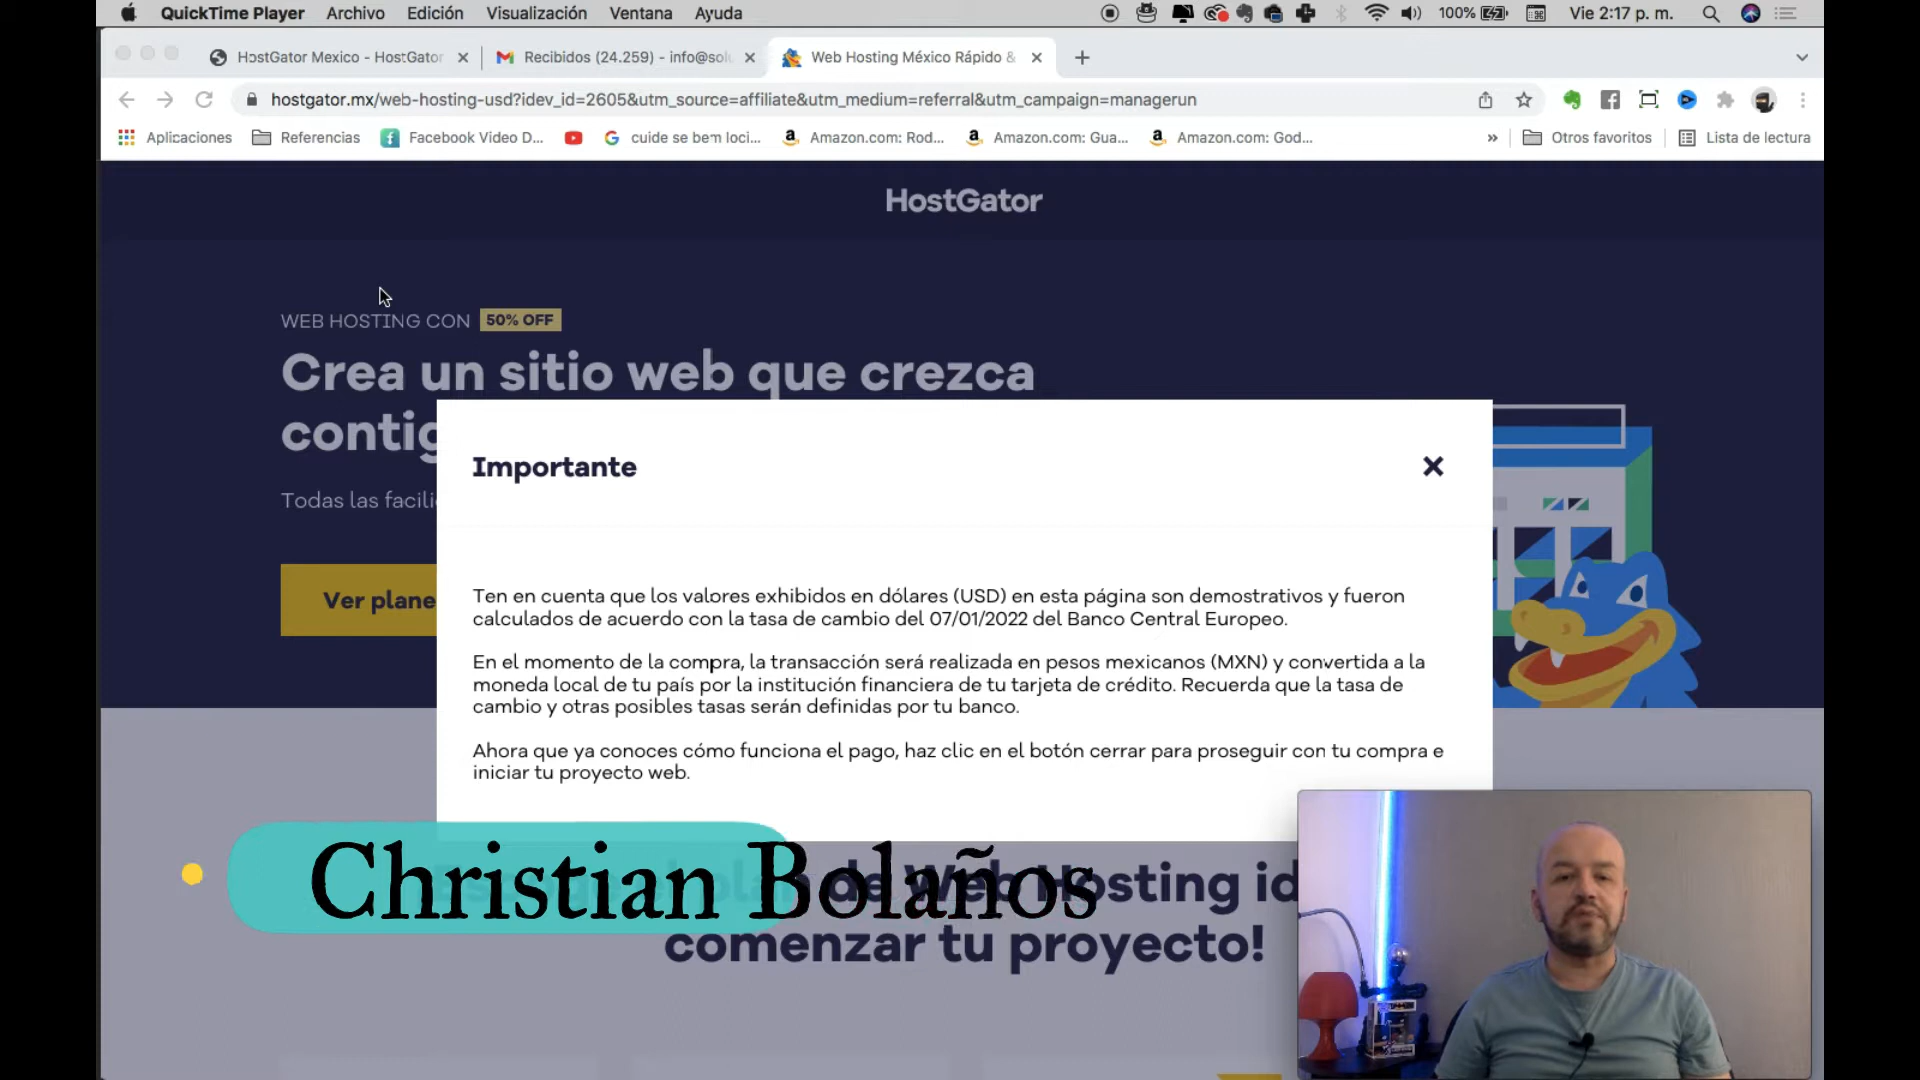 QuickTime Player Archivo Edición Visualización Ventana Ayuda 100% Vie 2:17 p. m.
HostGator Mexico - HostGator Recibidos (24.259) - info@solu Web Hosting México Rápido &
hostgator.mx/web-hosting-usd?idev_id=2605&utm_source=affiliate&utm_medium=referral&utm_campaign=managerun
Aplicaciones Referencias Facebook Video D... cuide se bem loci... Amazon.com: Rod... Amazon.com: Gua... Amazon.com: God... » Otros favoritos Lista de lectura
HostGator
WEB HOSTING CON 50% OFF
Crea un sitio web que crezca
contig
Todas las facili
Ver plane
Importante
Ten en cuenta que los valores exhibidos en dólares (USD) en esta página son demostrativos y fueron
calculados de acuerdo con la tasa de cambio del 07/01/2022 del Banco Central Europeo.
En el momento de la compra, la transacción será realizada en pesos mexicanos (MXN) y convertida a la
moneda local de tu país por la institución financiera de tu tarjeta de crédito. Recuerda que la tasa de
cambio y otras posibles tasas serán definidas por tu banco.
Ahora que ya conoces cómo funciona el pago, haz clic en el botón cerrar para proseguir con tu compra e
iniciar tu proyecto web.
Christian Bolaños
plan de Web Hosting id
comenzar tu proyecto!